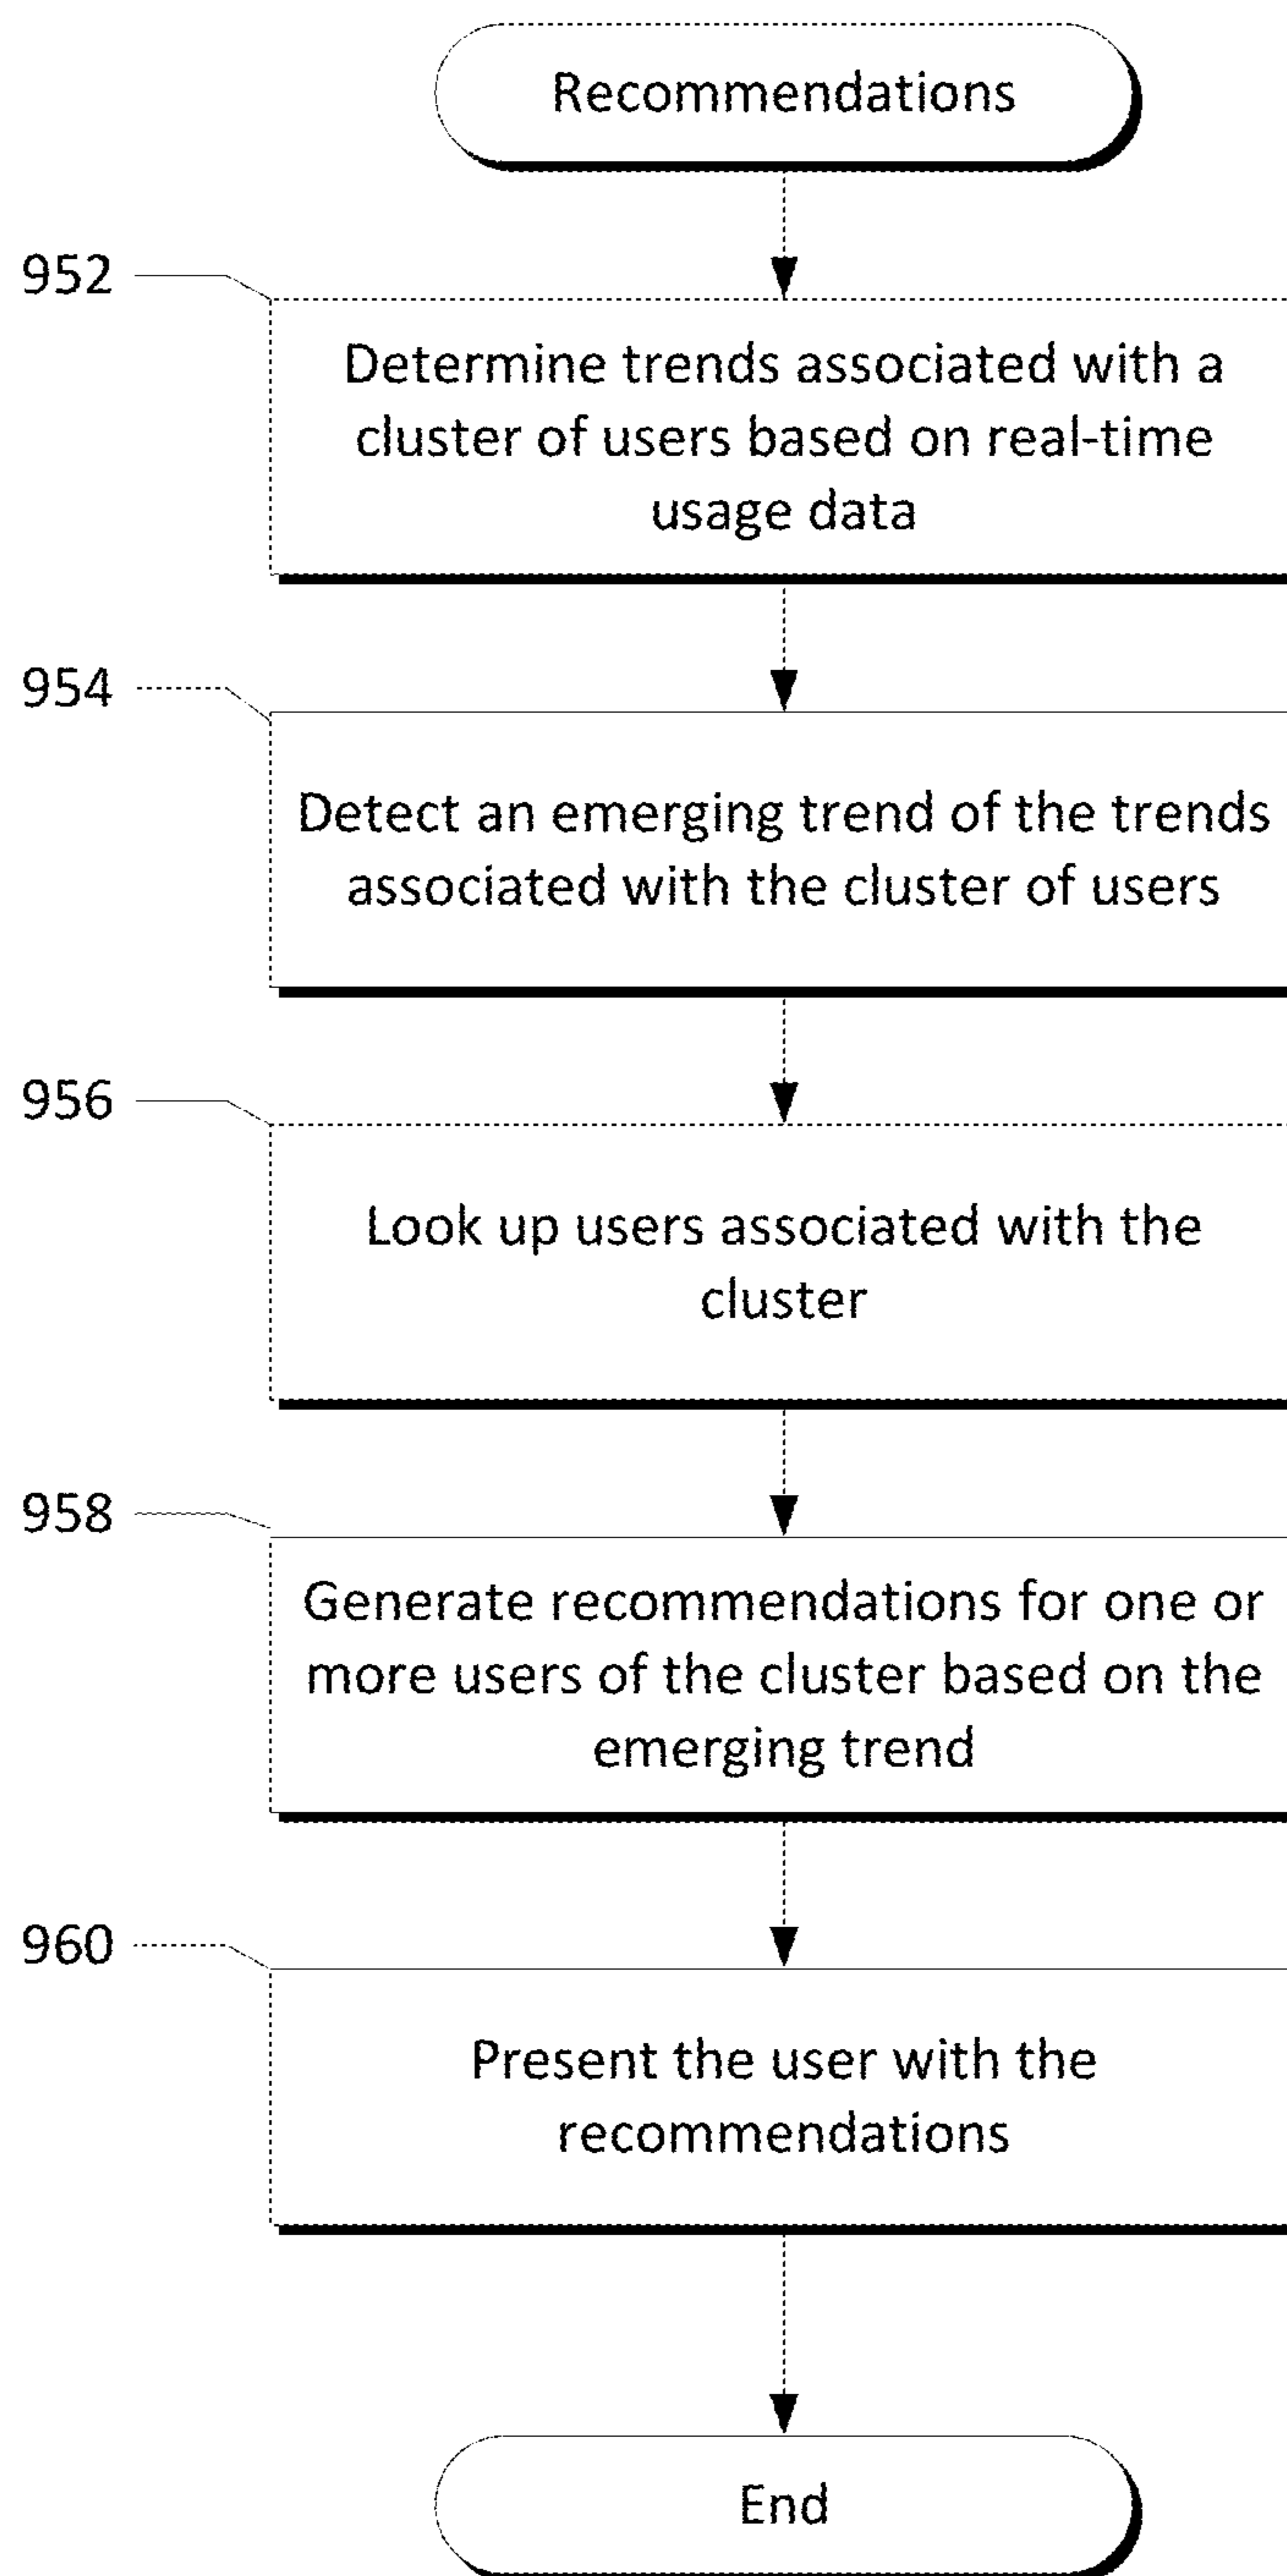 Recommendations
952
Determine trends associated with a
cluster of users based on real-time
usage data
954
Detect an emerging trend of the trends
associated with the cluster of users
956
Look up users associated with the
cluster
958
Generate recommendations for one or
more users of the cluster based on the
emerging trend
960
Present the user with the
recommendations
End